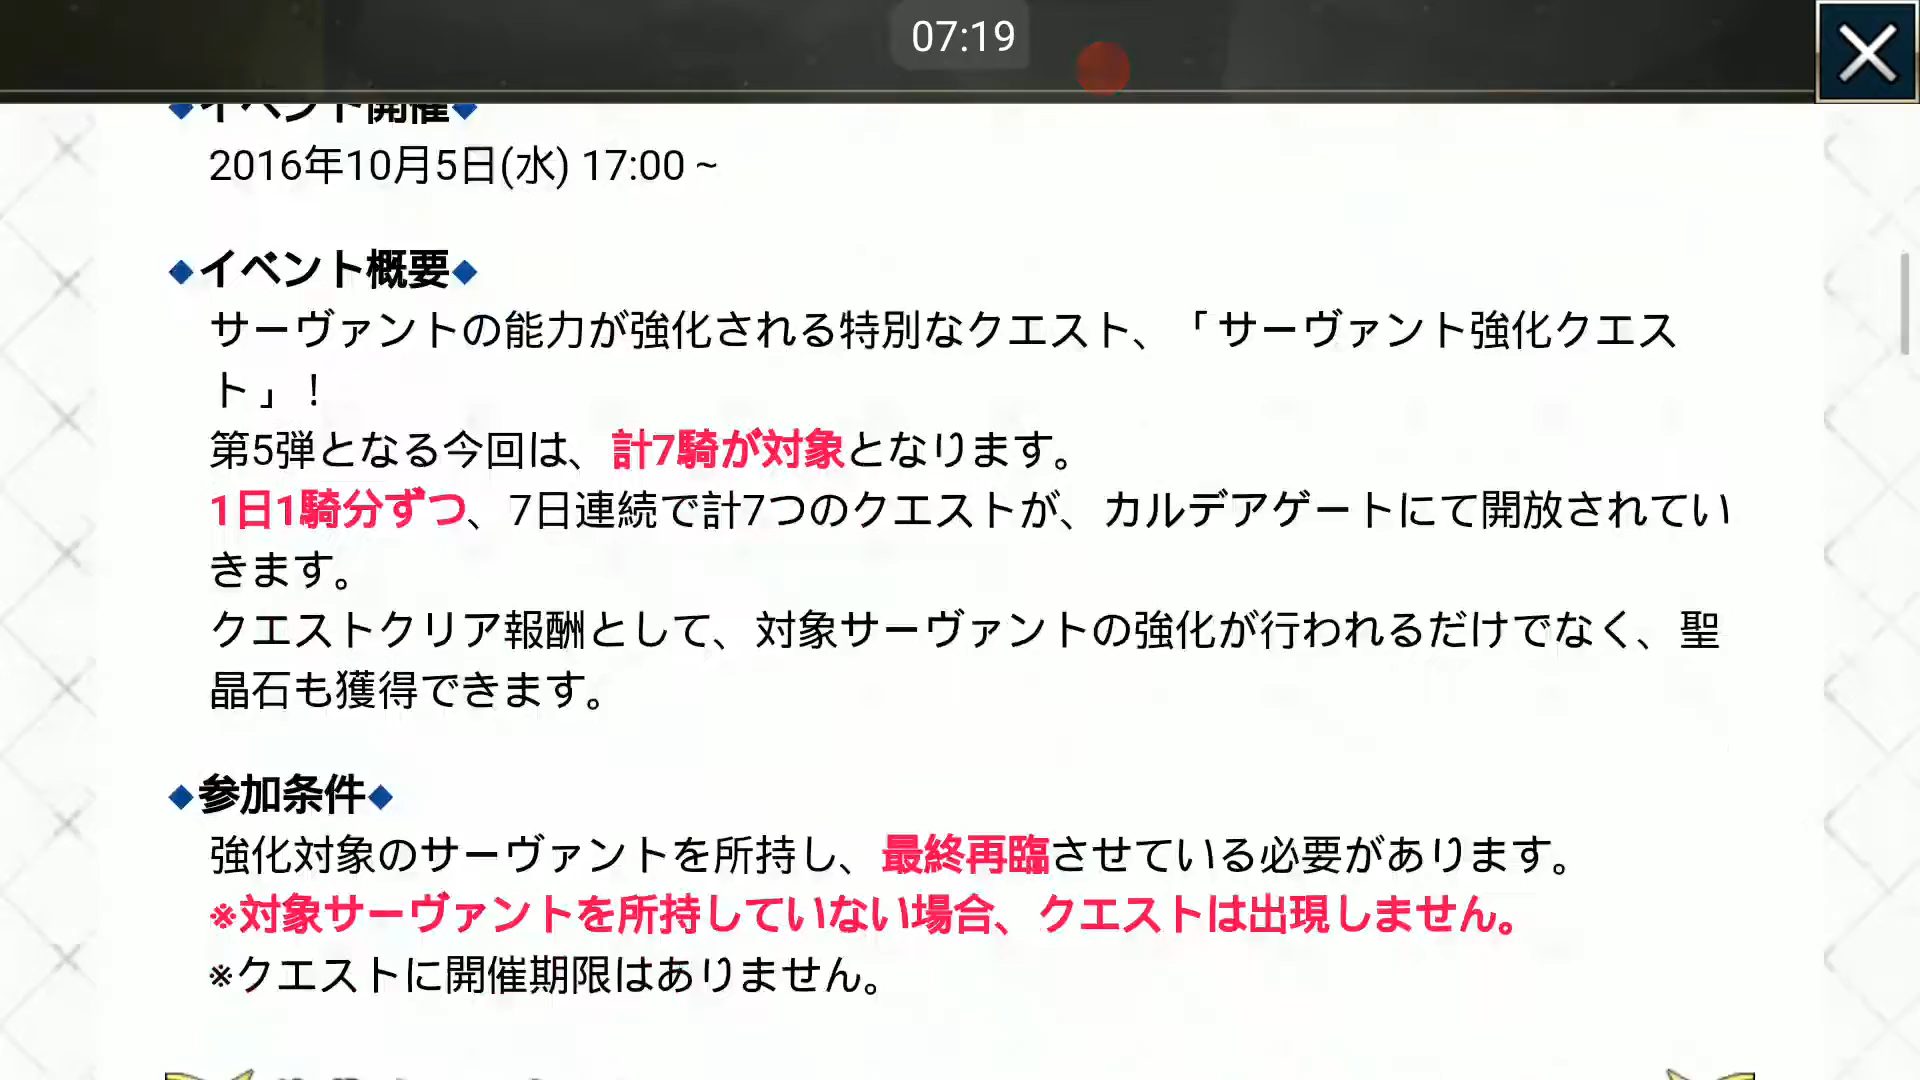 07:19
◆イベント開催◆
2016年10月5日(水) 17:00 ~
◆イベント概要◆
サーヴァントの能力が強化される特別なクエスト、「サーヴァント強化クエス
ト」！
第5弾となる今回は、計7騎が対象となります。
1日1騎分ずつ、7日連続で計7つのクエストが、カルデアゲートにて開放されてい
きます。
クエストクリア報酬として、対象サーヴァントの強化が行われるだけでなく、聖
晶石も獲得できます。
◆参加条件◆
強化対象のサーヴァントを所持し、最終再臨させている必要があります。
※対象サーヴァントを所持していない場合、クエストは出現しません。
※クエストに開催期限はありません。